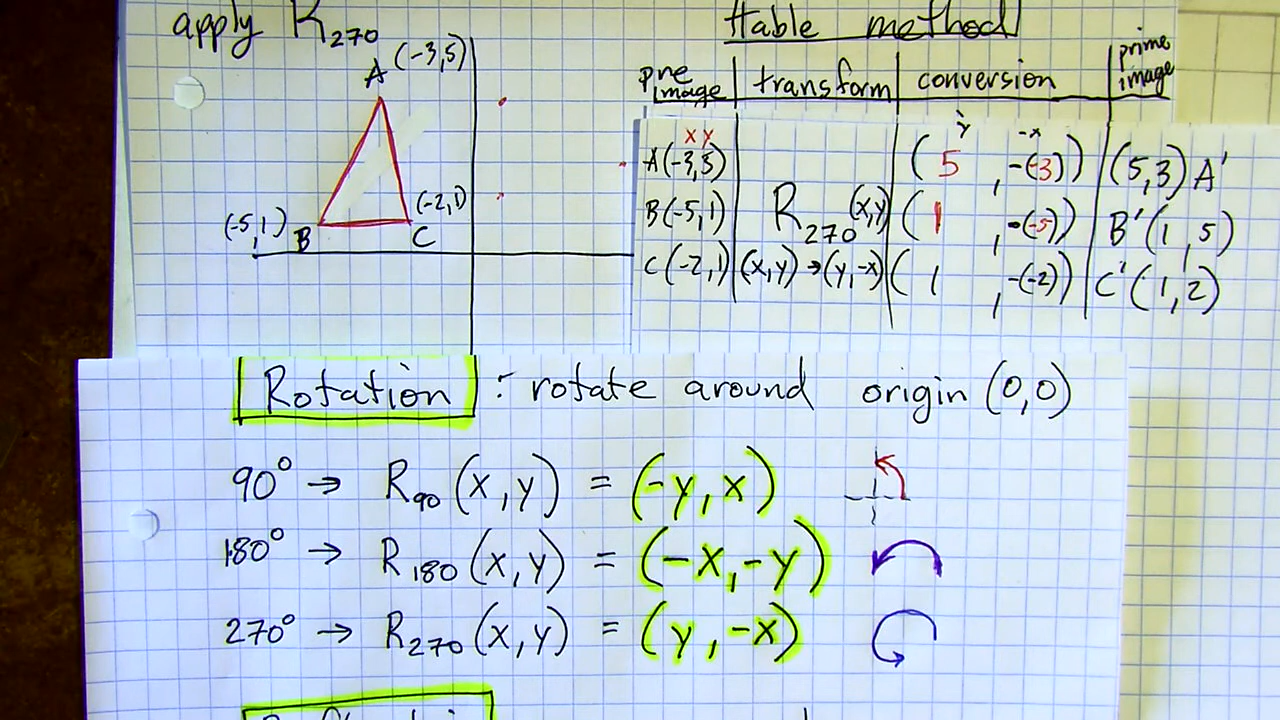 apply R270
A (-3,5)
(-5,1) B
(-2,1)
C
table method
pre image | transform | conversion | prime image
x y
y -x
A(-3,5) (5, -(-3)) (5,3) A'
B(-5,1) R270 (x,y) (1, -(-5)) B'(1,5)
C(-2,1) (x,y)→(y,-x) (1, -(-2)) C'(1,2)
Rotation : rotate around origin (0,0)
90° → R90 (x,y) = (-y,x)
180° → R180 (x,y) = (-x,-y)
270° → R270 (x,y) = (y,-x)